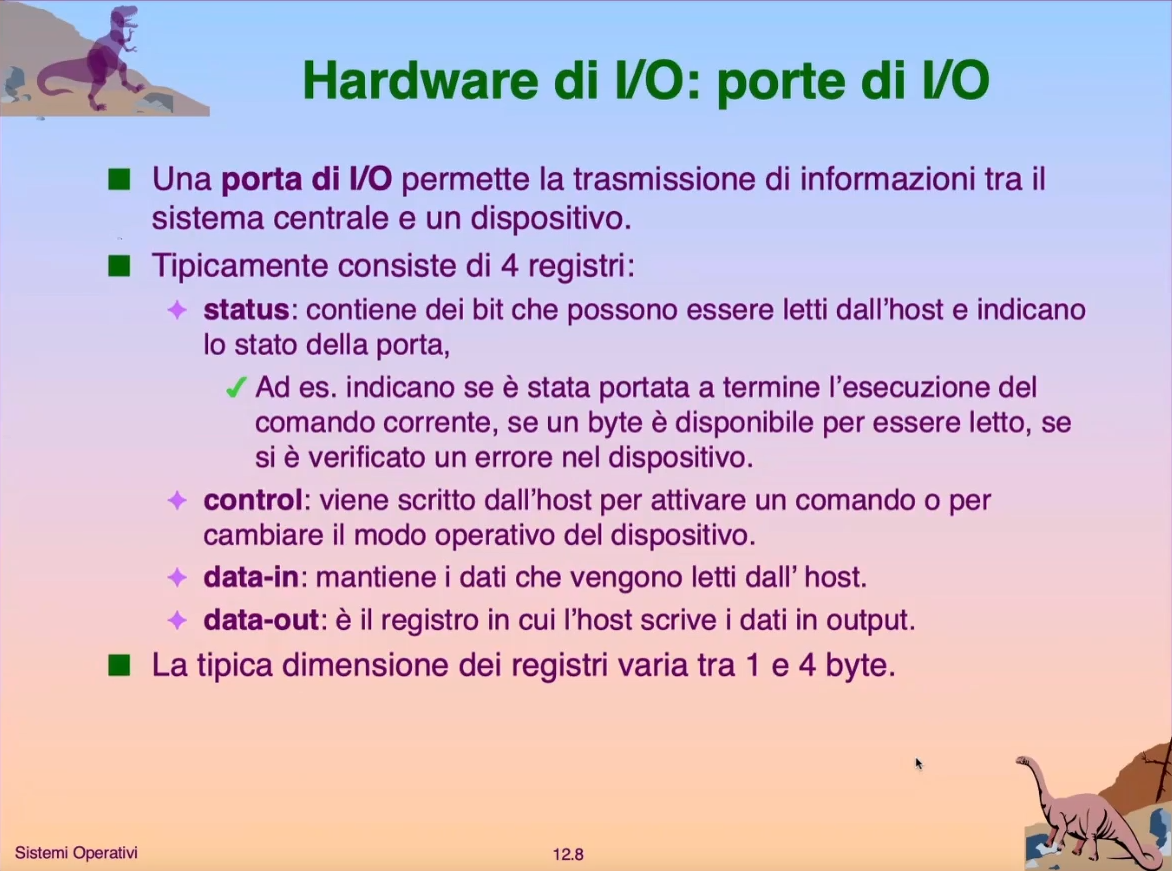 Hardware di I/O: porte di I/O
Una porta di I/O permette la trasmissione di informazioni tra il
sistema centrale e un dispositivo.
Tipicamente consiste di 4 registri:
status: contiene dei bit che possono essere letti dall’host e indicano
lo stato della porta,
Ad es. indicano se è stata portata a termine l’esecuzione del
comando corrente, se un byte è disponibile per essere letto, se
si è verificato un errore nel dispositivo.
control: viene scritto dall’host per attivare un comando o per
cambiare il modo operativo del dispositivo.
data-in: mantiene i dati che vengono letti dall’ host.
data-out: è il registro in cui l’host scrive i dati in output.
La tipica dimensione dei registri varia tra 1 e 4 byte.
Sistemi Operativi
12.8